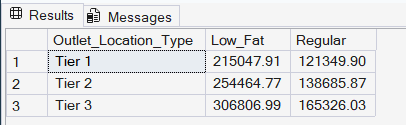 Results Messages
Outlet_Location_Type Low_Fat Regular
1 Tier 1 215047.91 121349.90
2 Tier 2 254464.77 138685.87
3 Tier 3 306806.99 165326.03